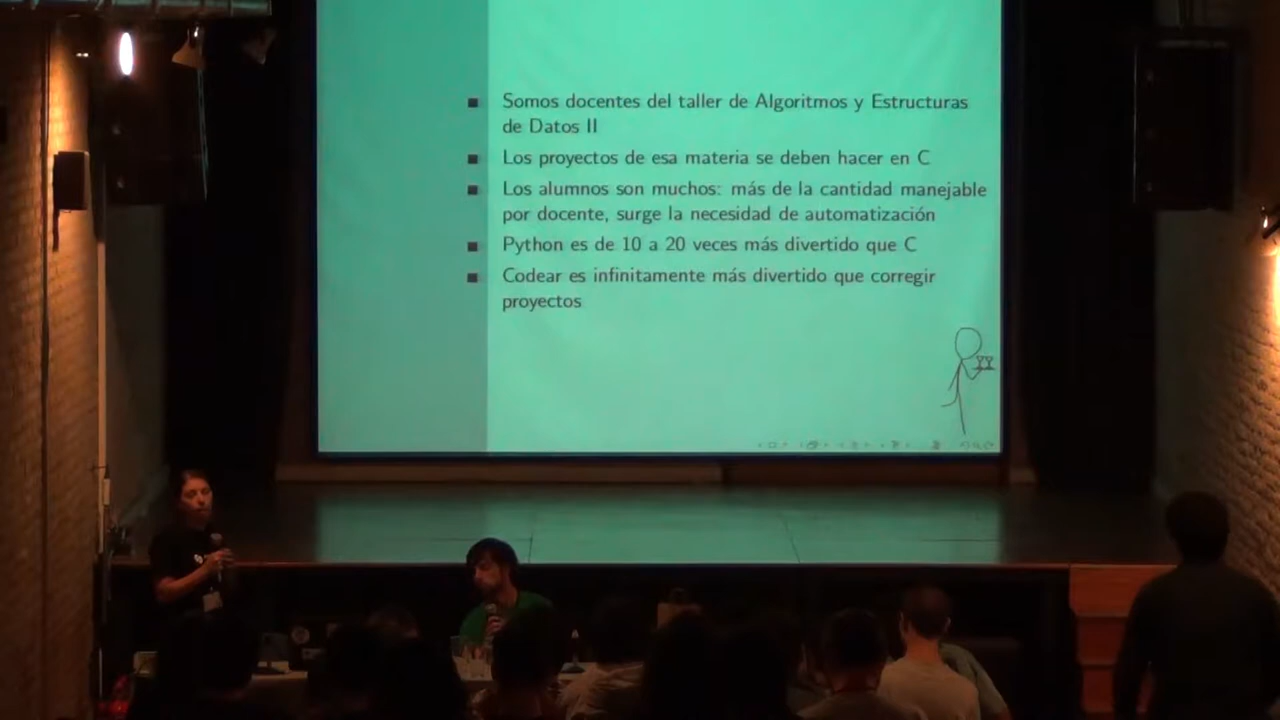 Somos docentes del taller de Algoritmos y Estructuras
de Datos II
Los proyectos de esa materia se deben hacer en C
Los alumnos son muchos: más de la cantidad manejable
por docente, surge la necesidad de automatización
Python es de 10 a 20 veces más divertido que C
Codear es infinitamente más divertido que corregir
proyectos